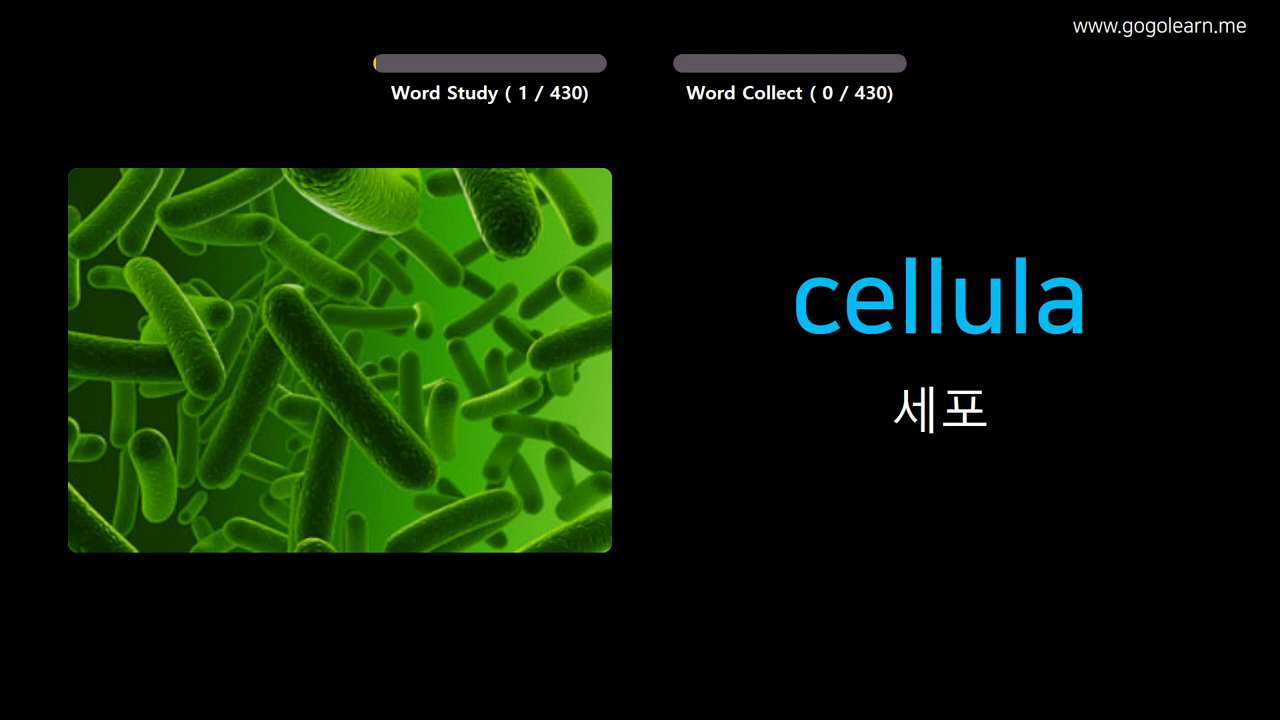 www.gogolearn.me
Word Study ( 1 / 430)
Word Collect ( 0 / 430)
cellula
세포